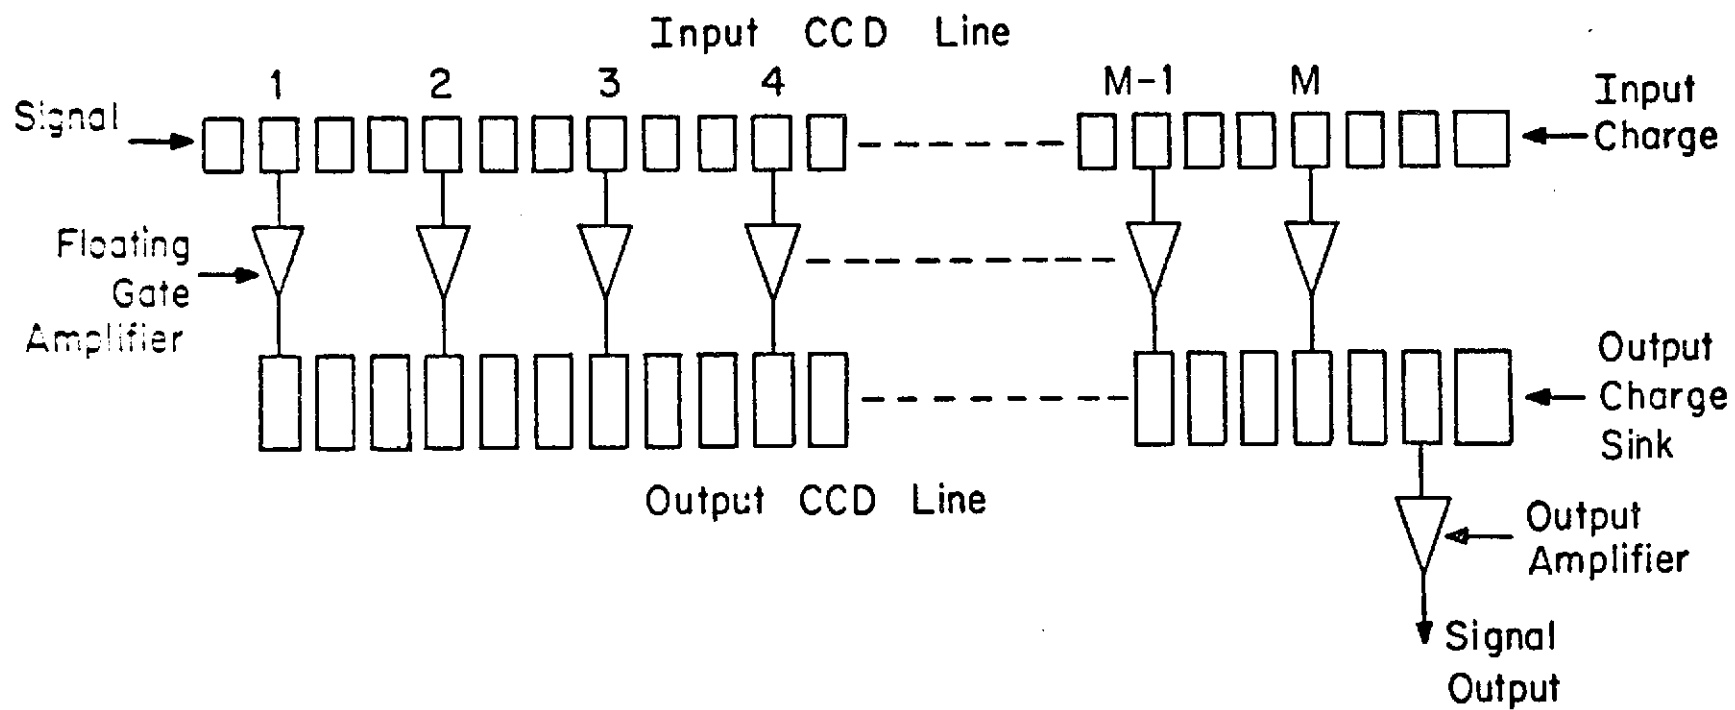 Input CCD Line
1 2 3 4 M-1 M
Signal
Input
Charge
Floating
Gate
Amplifier
Output
Charge
Sink
Output CCD Line
Output
Amplifier
Signal
Output